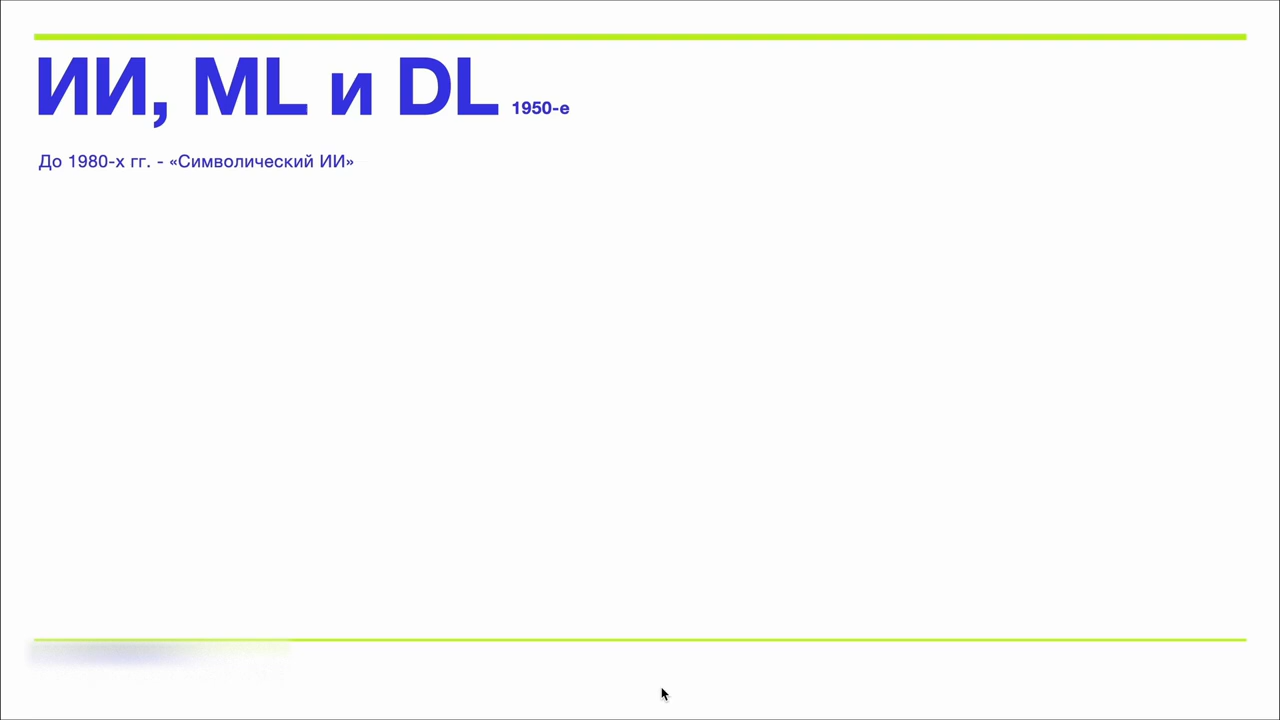 ИИ, ML и DL 1950-е
До 1980-х гг. - «Символический ИИ»